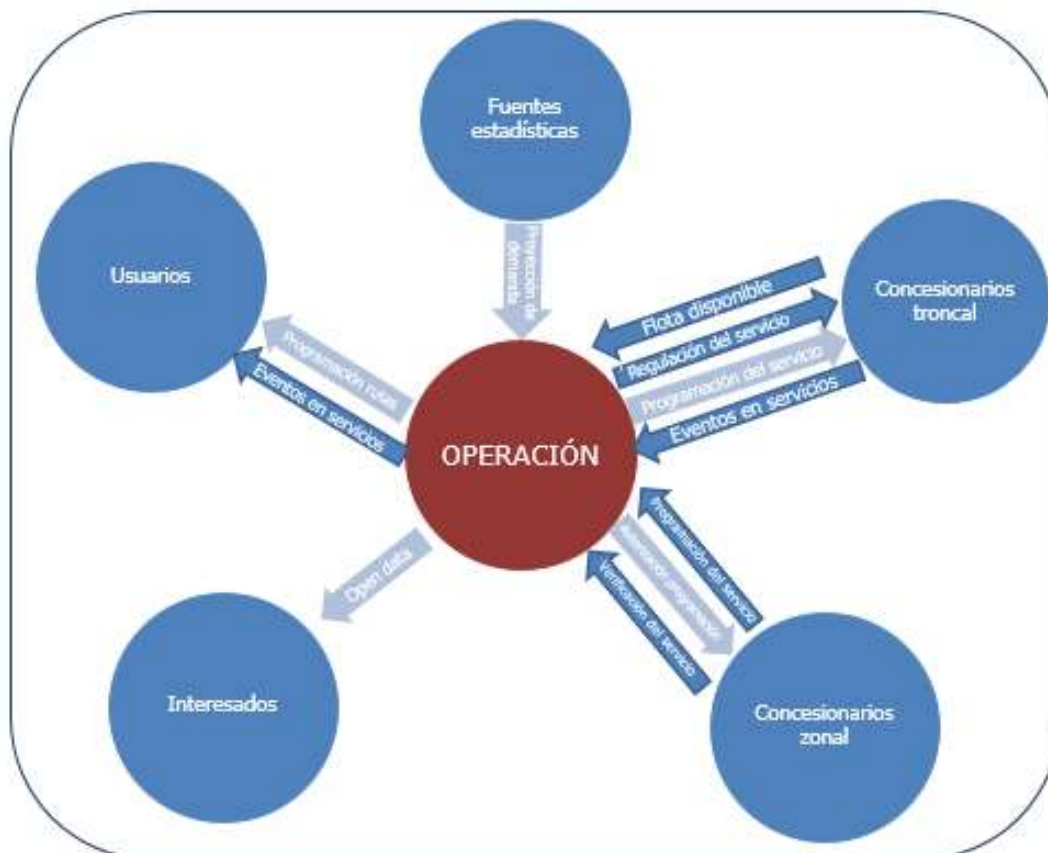 Fuentes
estadísticas
Usuarios
Proyección de
demanda
Concesionarios
troncal
Flota disponible
Regulación del servicio
Programación del servicio
Eventos en servicios
Programación rutas
Eventos en servicios
OPERACIÓN
Open data
Programación del servicio
programación
Verificación del servicio
Interesados
Concesionarios
zonal